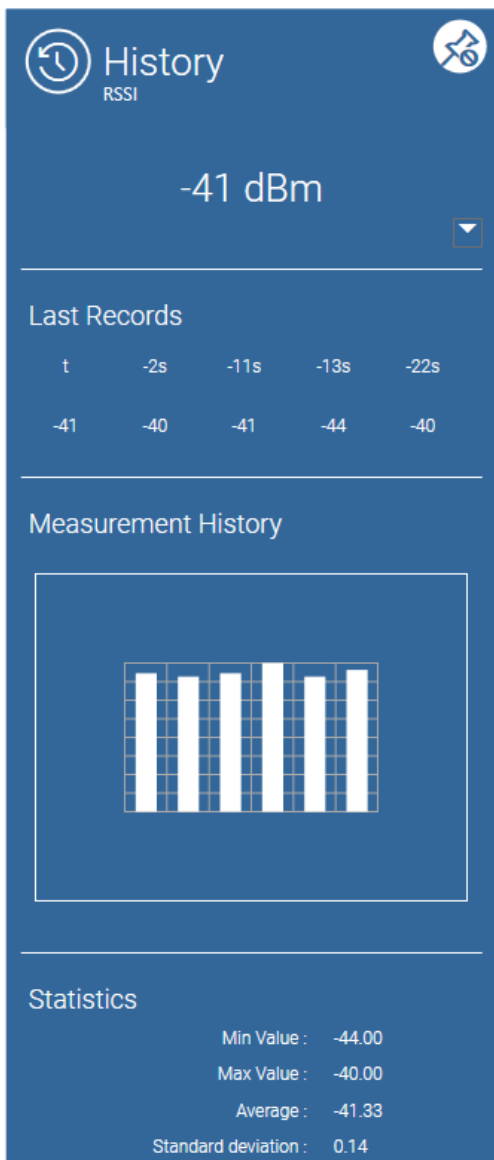 History
RSSI
-41 dBm
Last Records
t -2s -11s -13s -22s
-41 -40 -41 -44 -40
Measurement History
Statistics
Min Value : -44.00
Max Value : -40.00
Average : -41.33
Standard deviation : 0.14